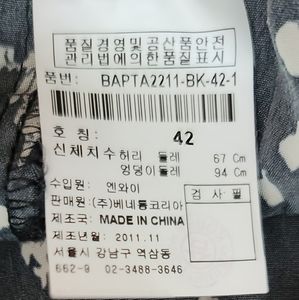 품질경영및공산품안전
관리법에의한품질표시
품번: BAPTA2211-BK-42-1
호칭 42
신체치수 허리 둘레 67 Cm
엉덩이 둘레 94 Cm
수입원: 엔와이
판매원: (주)베네통코리아
제조국: MADE IN CHINA
제조년월: 2011.11
서울시 강남구 역삼동
662-9 02-3488-3646
검사필